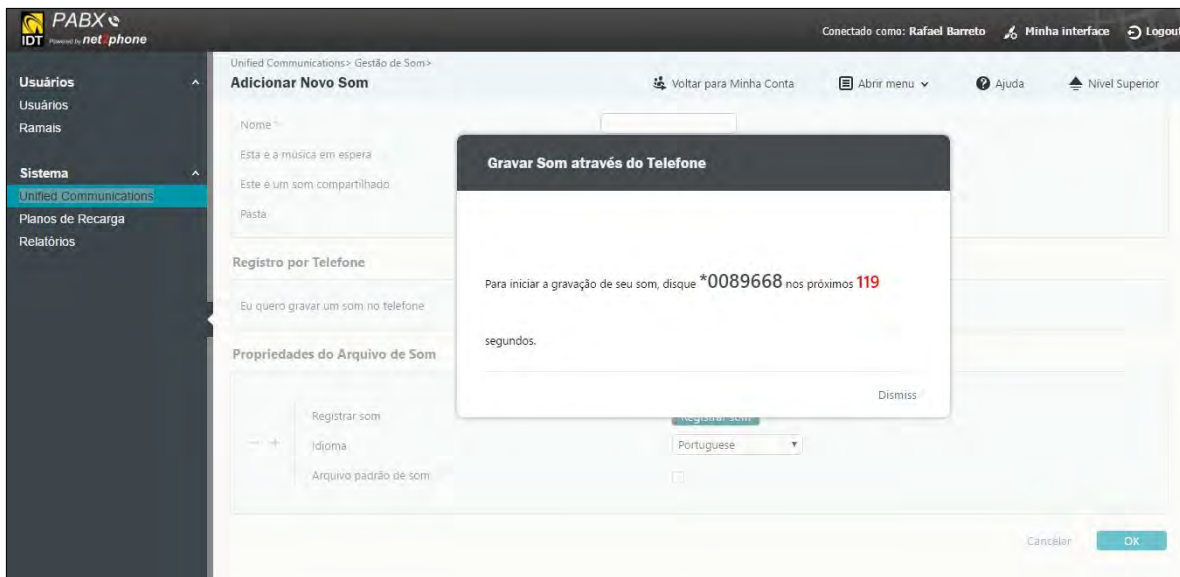 IDT PABX
Powered by net2phone
Conectado como: Rafael Barreto
Minha interface
Logout
Usuários
Usuários
Ramais
Sistema
Unified Communications
Planos de Recarga
Relatórios
Unified Communications> Gestão de Som>
Adicionar Novo Som
Voltar para Minha Conta
Abrir menu
Ajuda
Nível Superior
Nome *
Esta é a música em espera
Este é um som compartilhado
Pasta
Registro por Telefone
Eu quero gravar um som no telefone
Propriedades do Arquivo de Som
Registrar som
Registrar som
Idioma
Portuguese
Arquivo padrão de som
Cancelar
OK
Gravar Som através do Telefone
Para iniciar a gravação de seu som, disque *0089668 nos próximos 119
segundos.
Dismiss